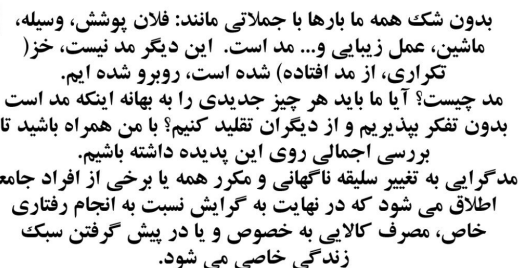 بدون شک همه ما بارها با جملاتی مانند: فلان پوشش، وسیله،
ماشین، عمل زیبایی و... مد است. این دیگر مد نیست، خز(
تکراری، از مد افتاده) شده است، روبرو شده ایم.
مد چیست؟ آیا ما باید هر چیز جدیدی را به بهانه اینکه مد است
بدون تفکر بپذیریم و از دیگران تقلید کنیم؟ با من همراه باشید تا
بررسی اجمالی روی این پدیده داشته باشیم.
مدگرایی به تغییر سلیقه ناگهانی و مکرر همه یا برخی از افراد جامع
اطلاق می شود که در نهایت به گرایش نسبت به انجام رفتاری
خاص، مصرف کالایی به خصوص و یا در پیش گرفتن سبک
زندگی خاصی می شود.